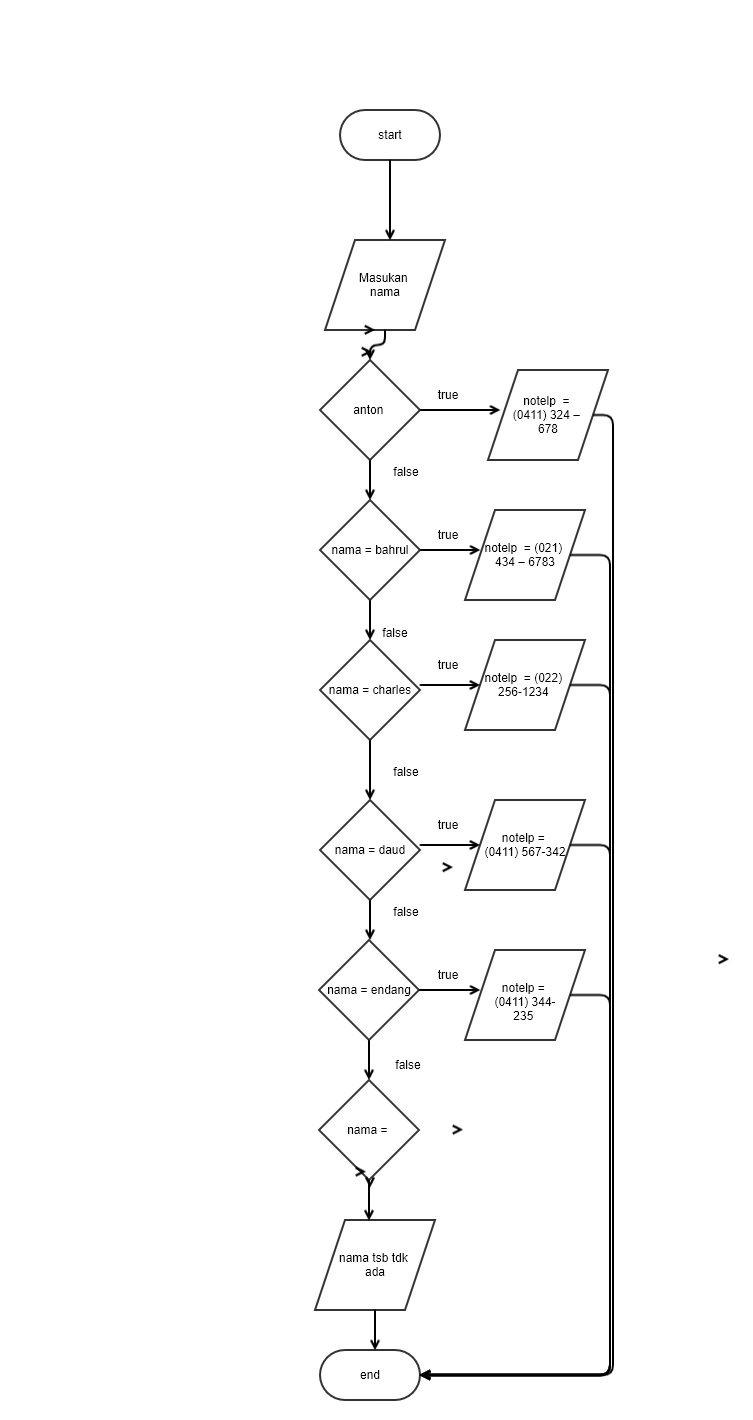 start
Masukan
nama
anton
true
notelp  =
(0411) 324 –
678
false
nama = bahrul
true
notelp  = (021)
434 – 6783
false
nama = charles
true
notelp  = (022)
256-1234
false
nama = daud
true
notelp =
(0411) 567-342
false
nama = endang
true
notelp =
(0411) 344-
235
false
nama =
nama tsb tdk
ada
end